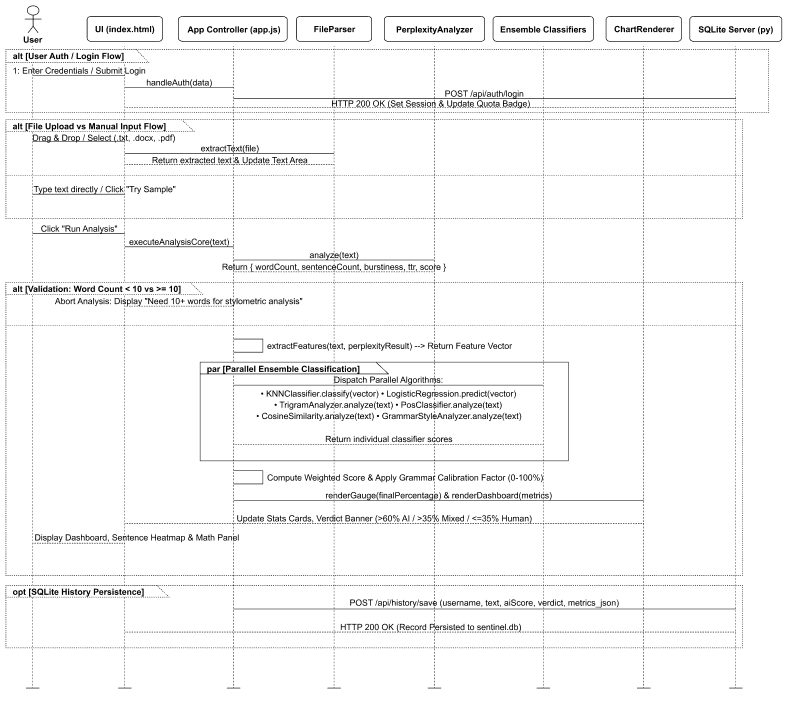 User
UI (index.html)
App Controller (app.js)
FileParser
PerplexityAnalyzer
Ensemble Classifiers
ChartRenderer
SQLite Server (py)
alt [User Auth / Login Flow]
1: Enter Credentials / Submit Login
handleAuth(data)
POST /api/auth/login
HTTP 200 OK (Set Session & Update Quota Badge)
alt [File Upload vs Manual Input Flow]
Drag & Drop / Select (.txt, .docx, .pdf)
extractText(file)
Return extracted text & Update Text Area
Type text directly / Click "Try Sample"
Click "Run Analysis"
executeAnalysisCore(text)
analyze(text)
Return { wordCount, sentenceCount, burstiness, ttr, score }
alt [Validation: Word Count < 10 vs >= 10]
Abort Analysis: Display "Need 10+ words for stylometric analysis"
extractFeatures(text, perplexityResult) --> Return Feature Vector
par [Parallel Ensemble Classification]
Dispatch Parallel Algorithms:
• KNNClassifier.classify(vector) • LogisticRegression.predict(vector)
• TrigramAnalyzer.analyze(text) • PosClassifier.analyze(text)
• CosineSimilarity.analyze(text) • GrammarStyleAnalyzer.analyze(text)
Return individual classifier scores
Compute Weighted Score & Apply Grammar Calibration Factor (0-100%)
renderGauge(finalPercentage) & renderDashboard(metrics)
Update Stats Cards, Verdict Banner (>60% AI / >35% Mixed / <=35% Human)
Display Dashboard, Sentence Heatmap & Math Panel
opt [SQLite History Persistence]
POST /api/history/save (username, text, aiScore, verdict, metrics_json)
HTTP 200 OK (Record Persisted to sentinel.db)